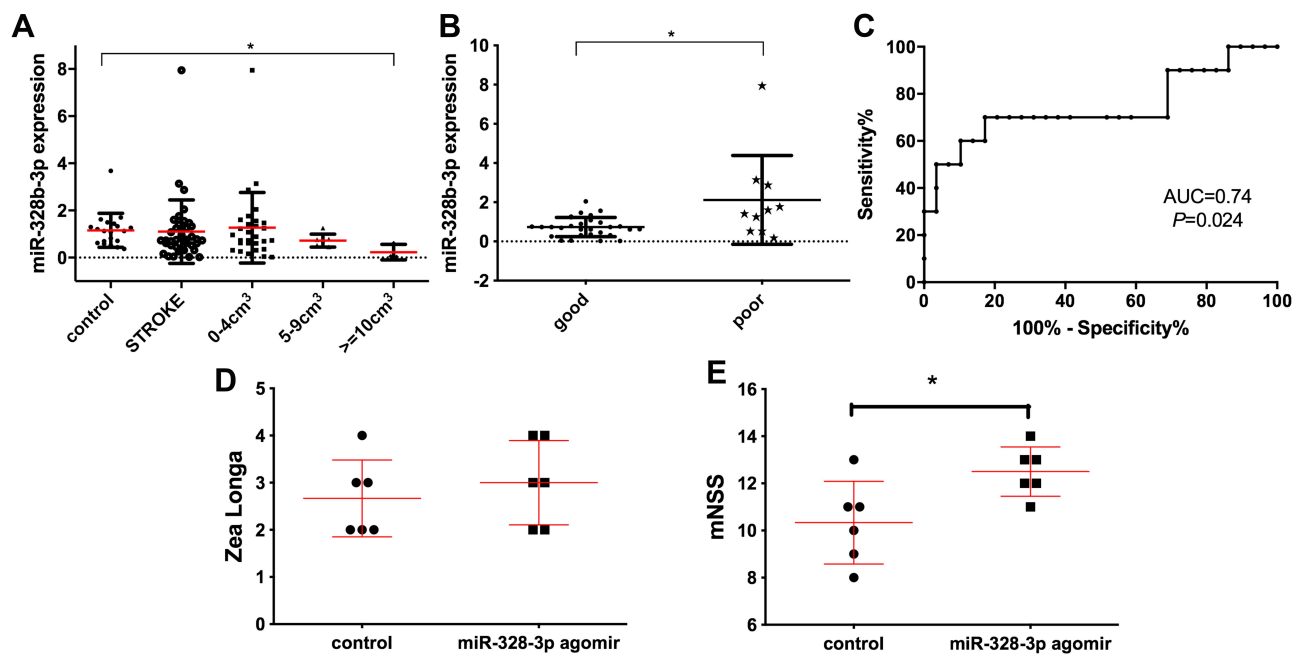 A
miR-328b-3p expression
*
8
6
4
2
0
control
STROKE
0-4cm³
5-9cm³
>=10cm³
B
miR-328b-3p expression
*
10
8
6
4
2
0
-2
good
poor
C
Sensitivity%
100
80
60
40
20
0
AUC=0.74
P=0.024
0 20 40 60 80 100
100% - Specificity%
D
Zea Longa
5
4
3
2
1
0
control miR-328-3p agomir
E
mNSS
*
16
14
12
10
8
6
control miR-328-3p agomir